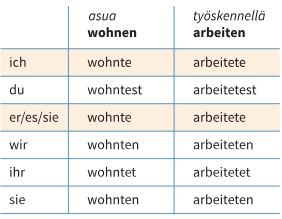 asua työskennellä
wohnen arbeiten
ich wohnte arbeitete
du wohntest arbeitetest
er/es/sie wohnte arbeitete
wir wohnten arbeiteten
ihr wohntet arbeitetet
sie wohnten arbeiteten